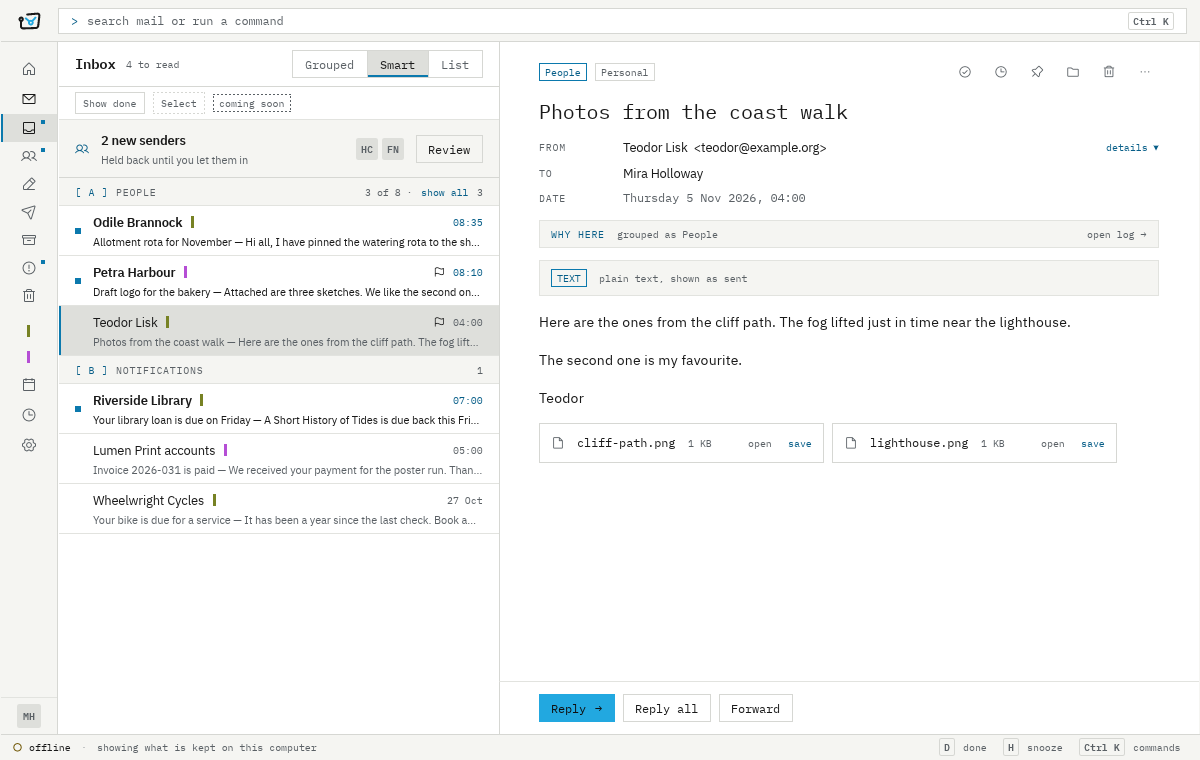 > search mail or run a command Ctrl K
Inbox 4 to read Grouped Smart List
Show done Select coming soon
2 new senders
Held back until you let them in
HC FN Review
[ A ] PEOPLE 3 of 8 · show all 3
Odile Brannock 08:35
Allotment rota for November — Hi all, I have pinned the watering rota to the sh…
Petra Harbour 08:10
Draft logo for the bakery — Attached are three sketches. We like the second on…
Teodor Lisk 04:00
Photos from the coast walk — Here are the ones from the cliff path. The fog lift…
[ B ] NOTIFICATIONS 1
Riverside Library 07:00
Your library loan is due on Friday — A Short History of Tides is due back this Fri…
Lumen Print accounts 05:00
Invoice 2026-031 is paid — We received your payment for the poster run. Than…
Wheelwright Cycles 27 Oct
Your bike is due for a service — It has been a year since the last check. Book a…
People Personal
Photos from the coast walk
FROM Teodor Lisk <teodor@example.org> details ▾
TO Mira Holloway
DATE Thursday 5 Nov 2026, 04:00
WHY HERE grouped as People open log →
TEXT plain text, shown as sent
Here are the ones from the cliff path. The fog lifted just in time near the lighthouse.
The second one is my favourite.
Teodor
cliff-path.png 1 KB open save
lighthouse.png 1 KB open save
Reply → Reply all Forward
MH
offline · showing what is kept on this computer
D done H snooze Ctrl K commands